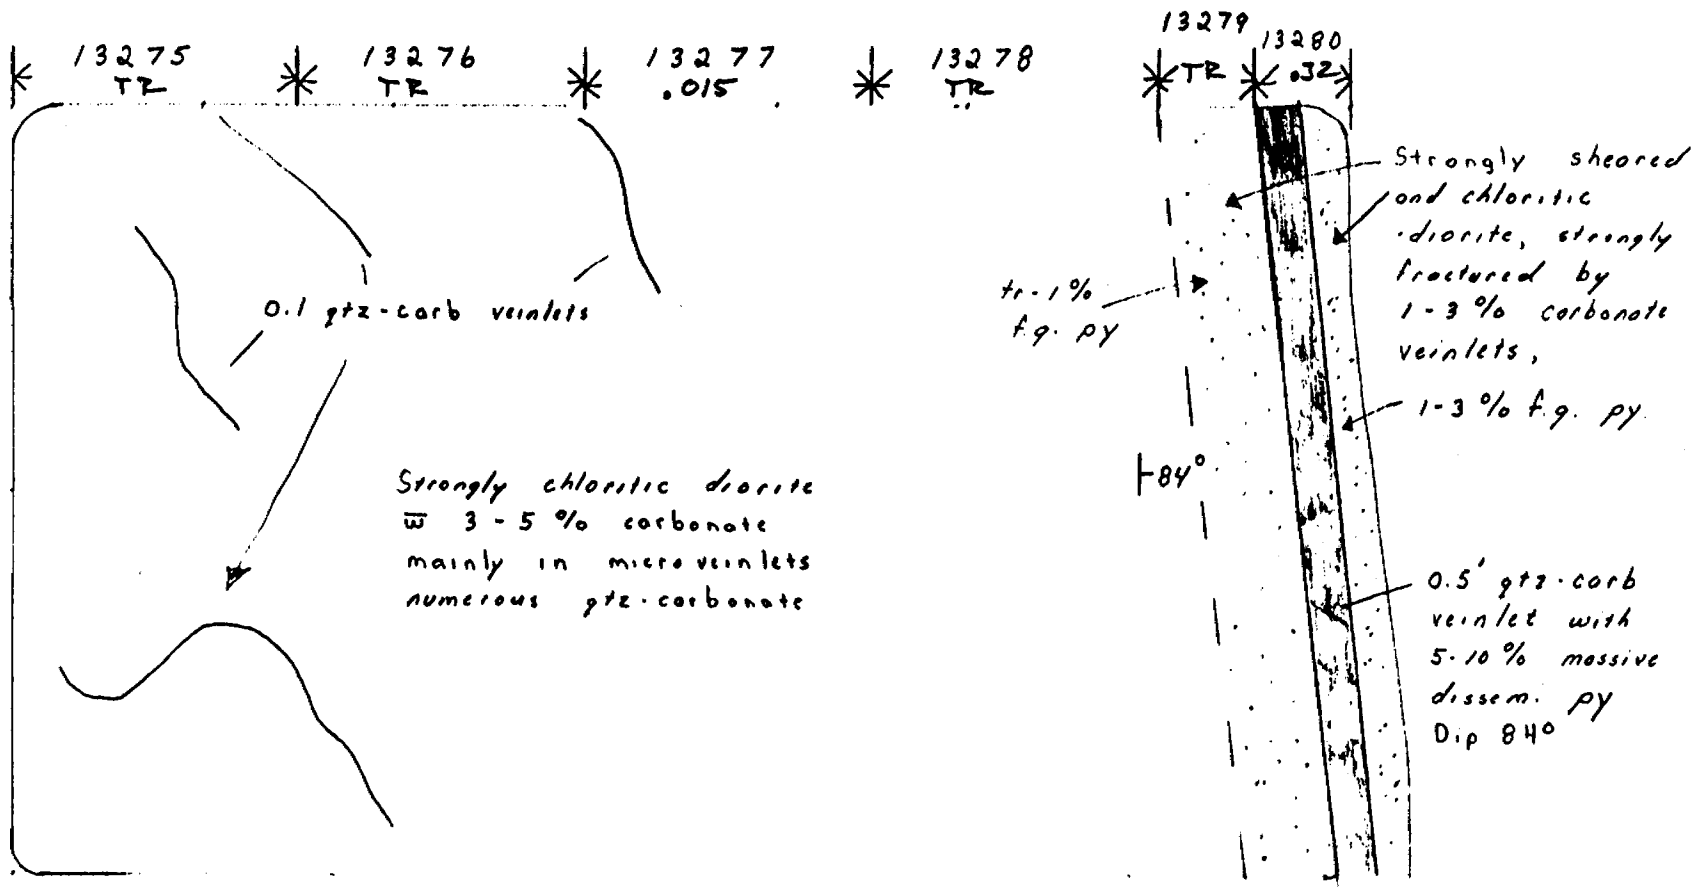 13275
TR
13276
TR
13277
.015
13278
TR
13279
TR
13280
.32
Strongly sheared
and chloritic
diorite, strongly
fractured by
1-3% carbonate
veinlets,
1-3% f.g. py
tr-1%
f.g. py
0.1 qtz-carb veinlets
84°
Strongly chloritic diorite
w̅ 3-5% carbonate
mainly in microveinlets
numerous qtz-carbonate
0.5' qtz-carb
veinlet with
5-10% massive
dissem. py
Dip 84°